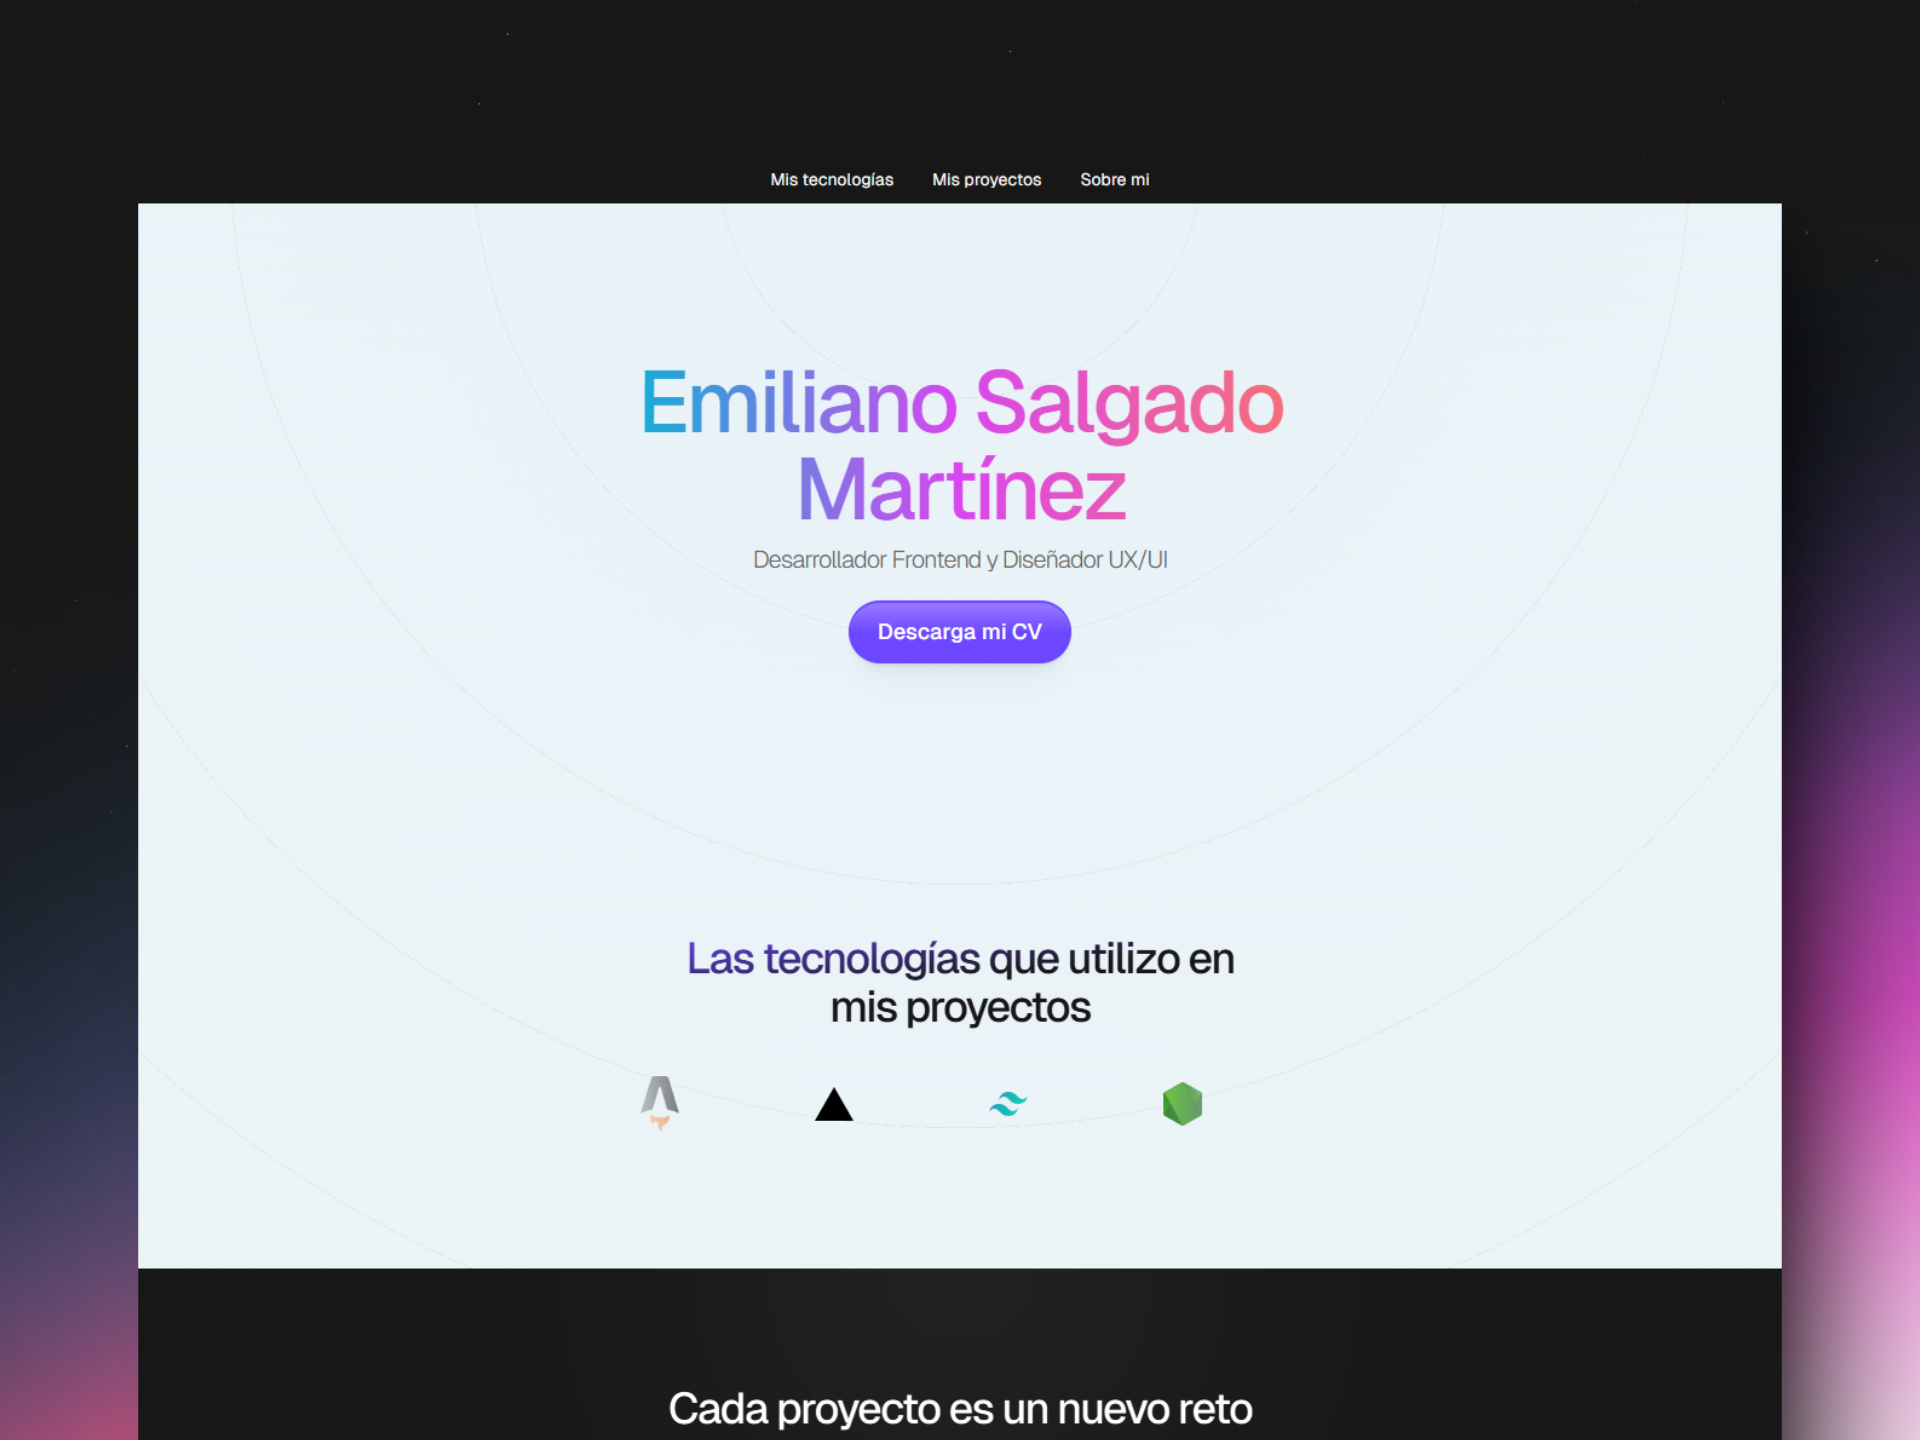 Mis tecnologías Mis proyectos Sobre mi
Emiliano Salgado
Martínez
Desarrollador Frontend y Diseñador UX/UI
Descarga mi CV
Las tecnologías que utilizo en
mis proyectos
Cada proyecto es un nuevo reto